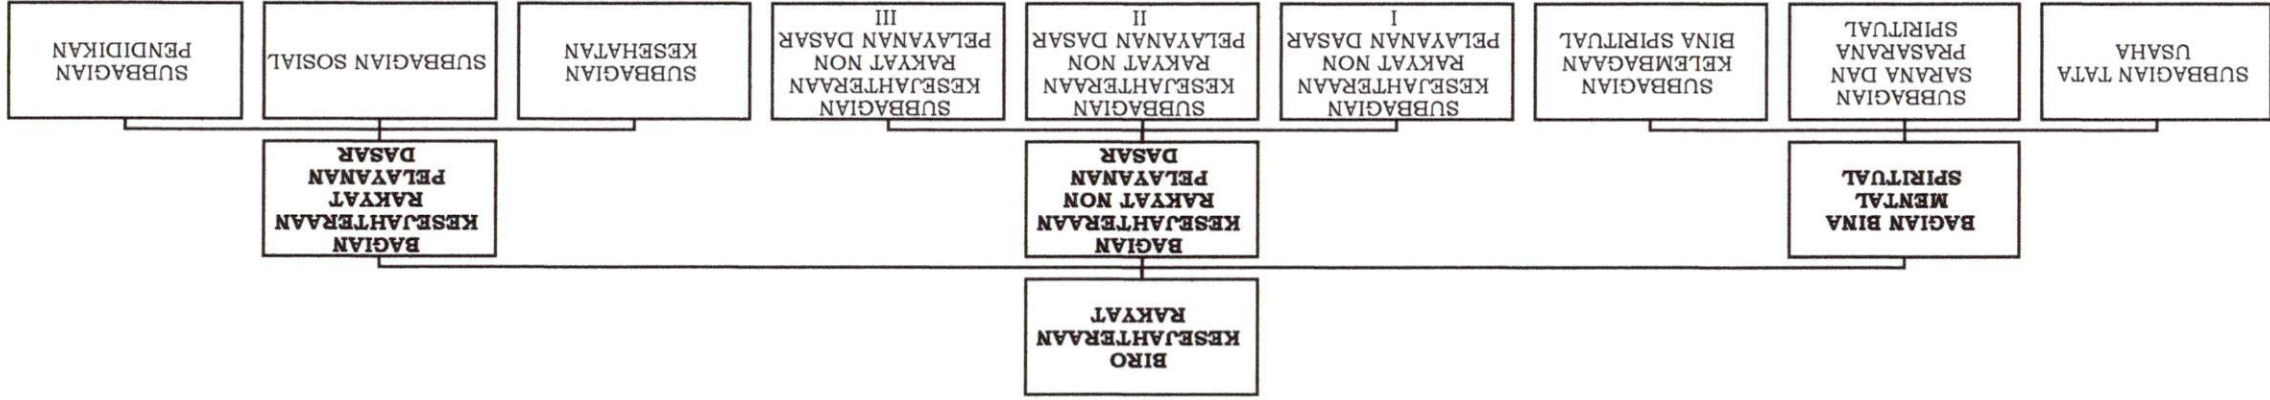 BIRO
KESEJAHTERAAN
RAKYAT
BAGIAN BINA
MENTAL
SPIRITUAL
BAGIAN
KESEJAHTERAAN
RAKYAT NON
PELAYANAN
DASAR
BAGIAN
KESEJAHTERAAN
RAKYAT
PELAYANAN
DASAR
SUBBAGIAN TATA
USAHA
SUBBAGIAN
SARANA DAN
PRASARANA
SPIRITUAL
SUBBAGIAN
KELEMBAGAAN
BINA SPIRITUAL
SUBBAGIAN
KESEJAHTERAAN
RAKYAT NON
PELAYANAN DASAR
I
SUBBAGIAN
KESEJAHTERAAN
RAKYAT NON
PELAYANAN DASAR
II
SUBBAGIAN
KESEJAHTERAAN
RAKYAT NON
PELAYANAN DASAR
III
SUBBAGIAN
KESEHATAN
SUBBAGIAN SOSIAL
SUBBAGIAN
PENDIDIKAN